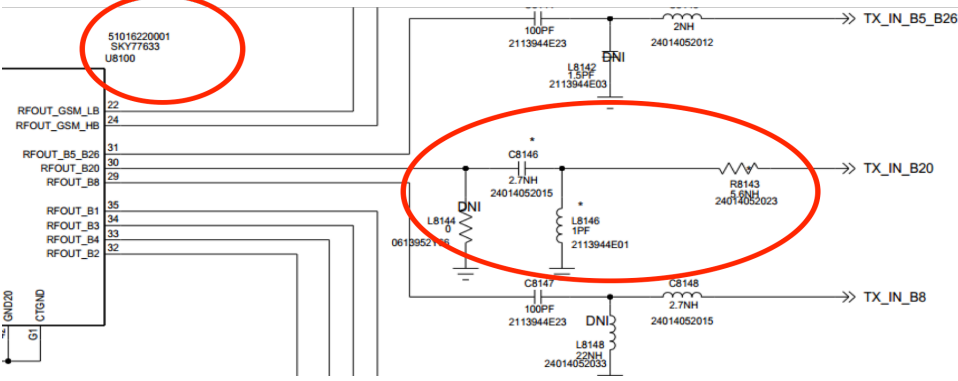 51016220001
SKY77633
U8100
RFOUT_GSM_LB
22
RFOUT_GSM_HB
24
RFOUT_B5_B26
31
RFOUT_B20
30
RFOUT_B8
29
RFOUT_B1
35
RFOUT_B3
34
RFOUT_B4
33
RFOUT_B2
32
GND20
CTGND
G1
100PF
2113944E23
2NH
24014052012
TX_IN_B5_B26
DNI
L8142
1.5PF
2113944E03
*
C8146
2.7NH
24014052015
R8143
5.6NH
24014052023
TX_IN_B20
DNI
L8144
0
*
L8146
1PF
2113944E01
C8147
100PF
2113944E23
C8148
2.7NH
24014052015
TX_IN_B8
DNI
L8148
22NH
24014052033